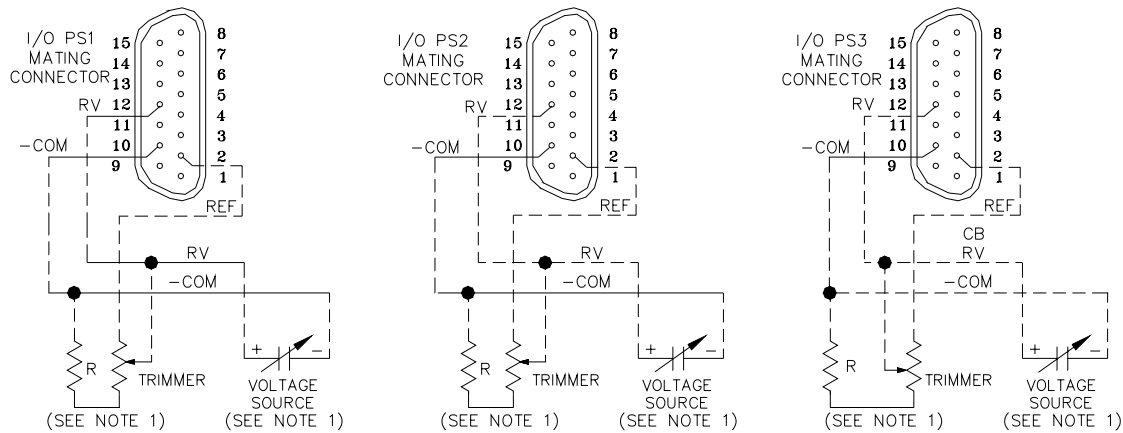 I/O PS1
MATING
CONNECTOR
15
14
13
12
11
10
9
8
7
6
5
4
3
2
1
RV
-COM
REF
RV
-COM
R
TRIMMER
+
-
VOLTAGE
SOURCE
(SEE NOTE 1)
(SEE NOTE 1)
I/O PS2
MATING
CONNECTOR
15
14
13
12
11
10
9
8
7
6
5
4
3
2
1
RV
-COM
REF
RV
-COM
R
TRIMMER
+
-
VOLTAGE
SOURCE
(SEE NOTE 1)
(SEE NOTE 1)
I/O PS3
MATING
CONNECTOR
15
14
13
12
11
10
9
8
7
6
5
4
3
2
1
RV
-COM
REF
CB
RV
-COM
R
TRIMMER
+
-
VOLTAGE
SOURCE
(SEE NOTE 1)
(SEE NOTE 1)